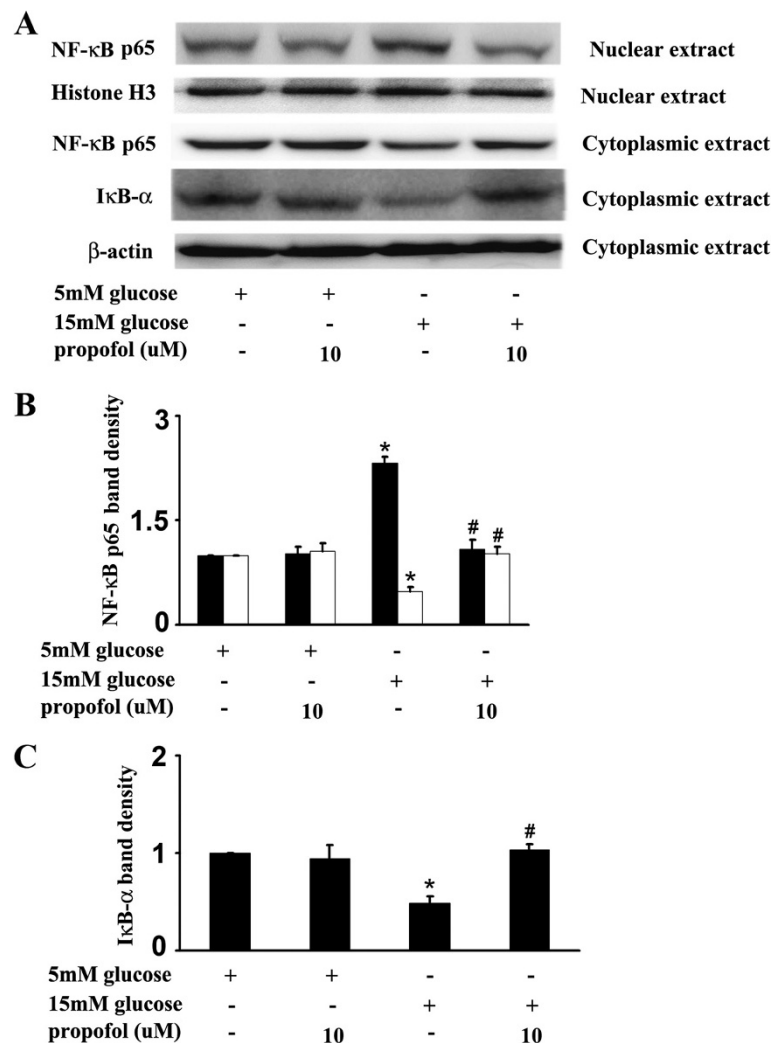 A
NF-κB p65 Nuclear extract
Histone H3 Nuclear extract
NF-κB p65 Cytoplasmic extract
IκB-α Cytoplasmic extract
β-actin Cytoplasmic extract
5mM glucose + + - -
15mM glucose - - + +
propofol (uM) - 10 - 10
B
NF-κB p65 band density
3
1.5
0
* * # #
5mM glucose + + - -
15mM glucose - - + +
propofol (uM) - 10 - 10
C
IκB-α band density
2
1
0
* #
5mM glucose + + - -
15mM glucose - - + +
propofol (uM) - 10 - 10